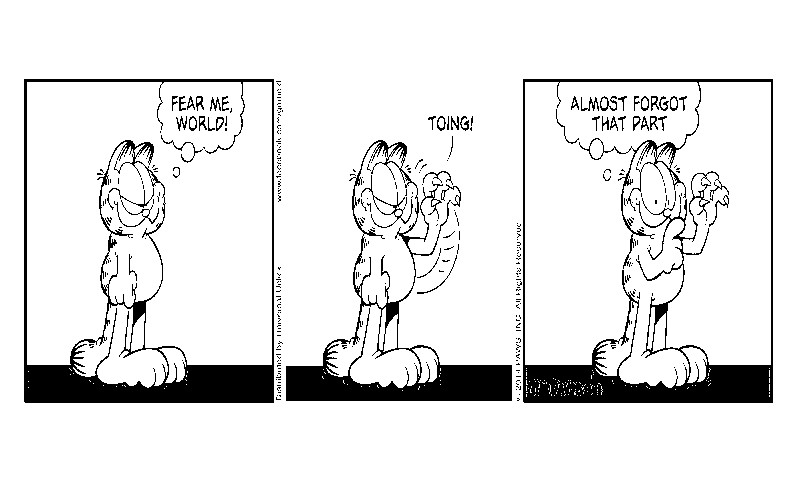 FEAR ME,
WORLD!
TOING!
ALMOST FORGOT
THAT PART